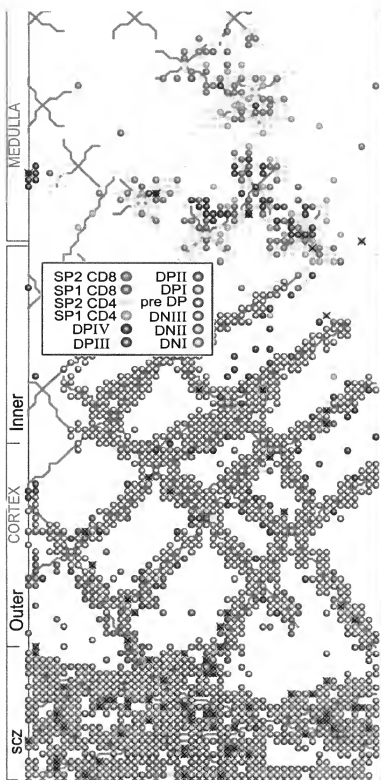 MEDULLA
SP2 CD8 DPII
SP1 CD8 DPI
SP2 CD4 pre DP
SP1 CD4 DNIII
DPIV DNII
DPIII DNI
Inner
CORTEX
Outer
SCZ